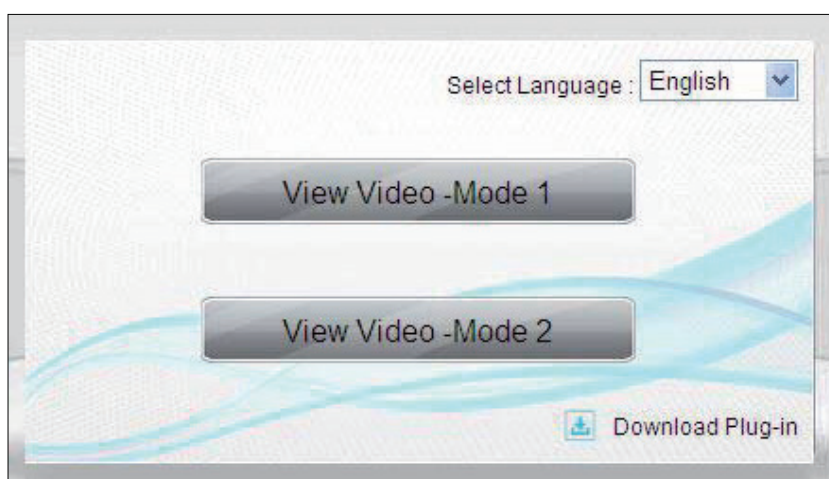 Select Language : English
View Video -Mode 1
View Video -Mode 2
Download Plug-in